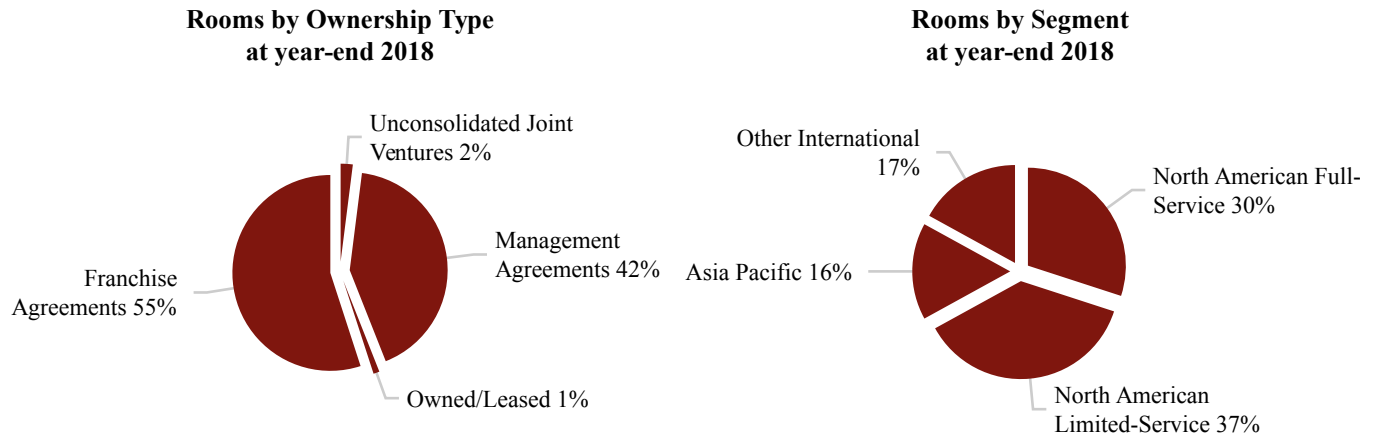 Rooms by Ownership Type
at year-end 2018
Unconsolidated Joint
Ventures 2%
Management
Agreements 42%
Owned/Leased 1%
Franchise
Agreements 55%
Rooms by Segment
at year-end 2018
North American Full-
Service 30%
North American
Limited-Service 37%
Asia Pacific 16%
Other International
17%